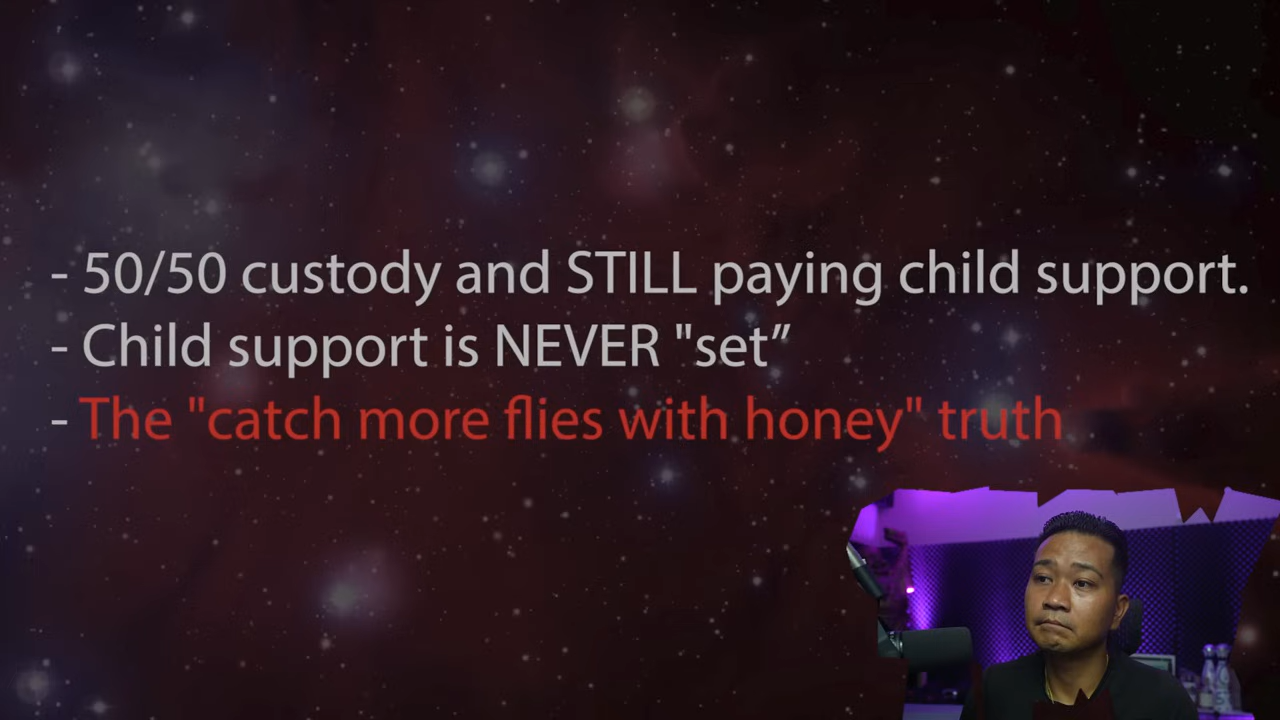 - 50/50 custody and STILL paying child support.
- Child support is NEVER "set”
- The "catch more flies with honey" truth